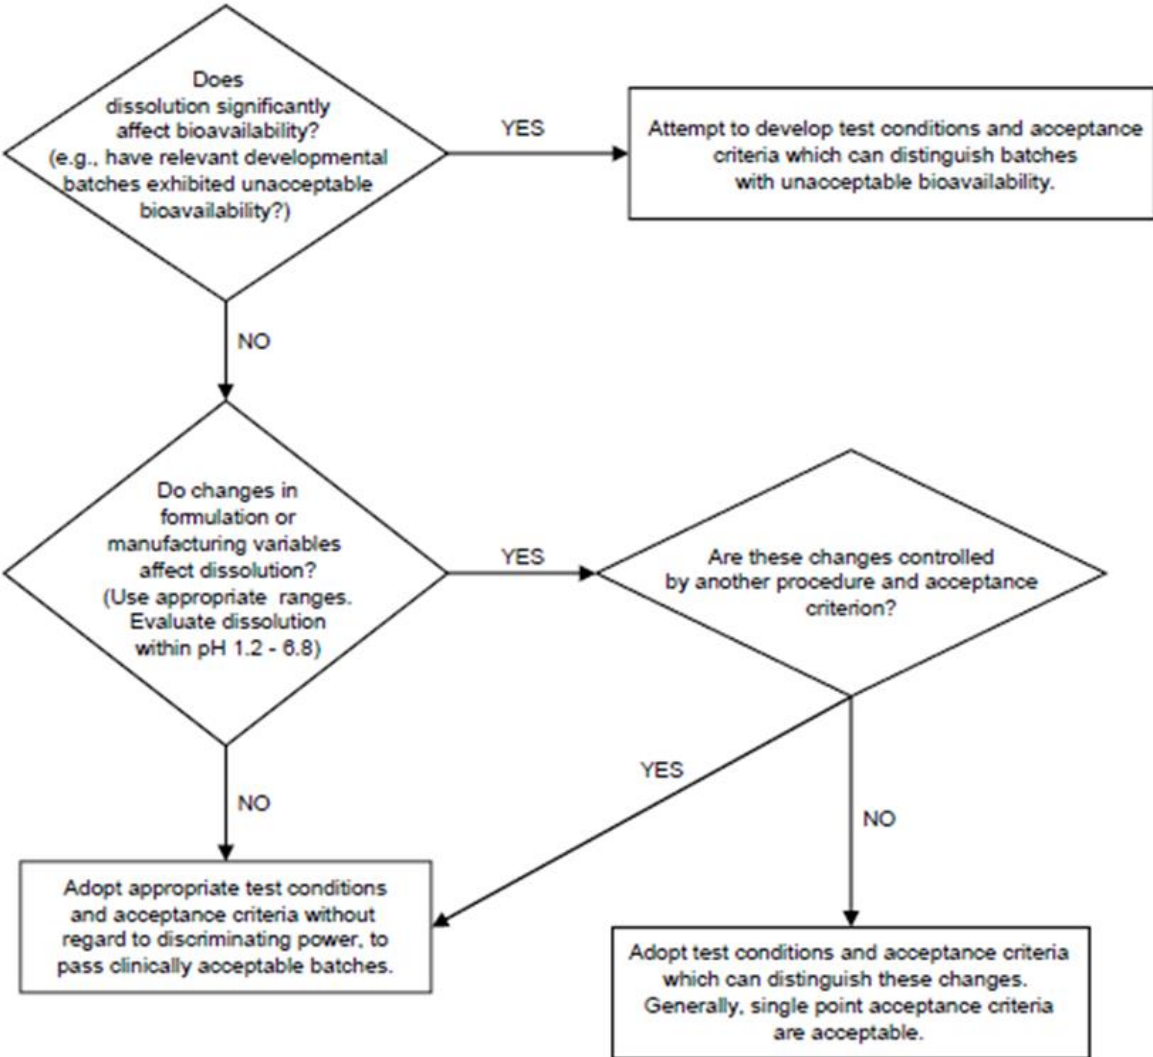 Does
dissolution significantly
affect bioavailability?
(e.g., have relevant developmental
batches exhibited unacceptable
bioavailability?)
YES
Attempt to develop test conditions and acceptance
criteria which can distinguish batches
with unacceptable bioavailability.
NO
Do changes in
formulation or
manufacturing variables
affect dissolution?
(Use appropriate ranges.
Evaluate dissolution
within pH 1.2 - 6.8)
YES
Are these changes controlled
by another procedure and acceptance
criterion?
YES
NO
NO
Adopt appropriate test conditions
and acceptance criteria without
regard to discriminating power, to
pass clinically acceptable batches.
Adopt test conditions and acceptance criteria
which can distinguish these changes.
Generally, single point acceptance criteria
are acceptable.